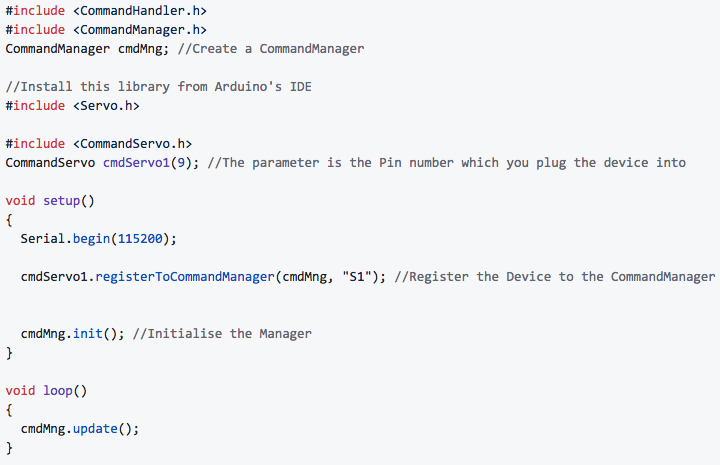 #include <CommandHandler.h>
#include <CommandManager.h>
CommandManager cmdMng; //Create a CommandManager
//Install this library from Arduino's IDE
#include <Servo.h>
#include <CommandServo.h>
CommandServo cmdServo1(9); //The parameter is the Pin number which you plug the device into
void setup()
{
Serial.begin(115200);
cmdServo1.registerToCommandManager(cmdMng, "S1"); //Register the Device to the CommandManager
cmdMng.init(); //Initialise the Manager
}
void loop()
{
cmdMng.update();
}